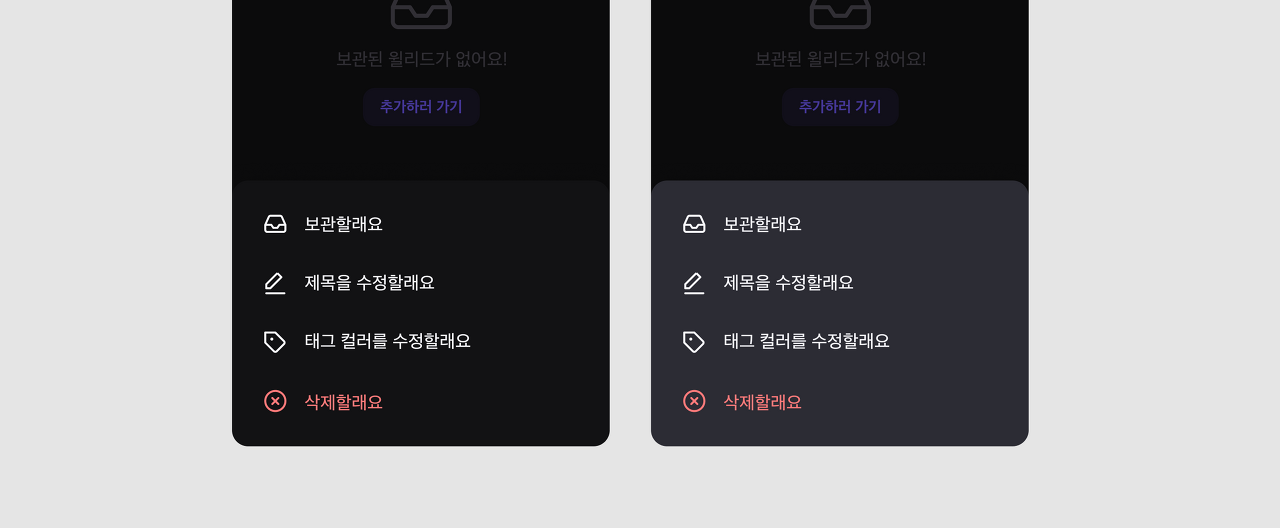 보관된 윌리드가 없어요!
추가하러 가기
보관할래요
제목을 수정할래요
태그 컬러를 수정할래요
삭제할래요
보관된 윌리드가 없어요!
추가하러 가기
보관할래요
제목을 수정할래요
태그 컬러를 수정할래요
삭제할래요